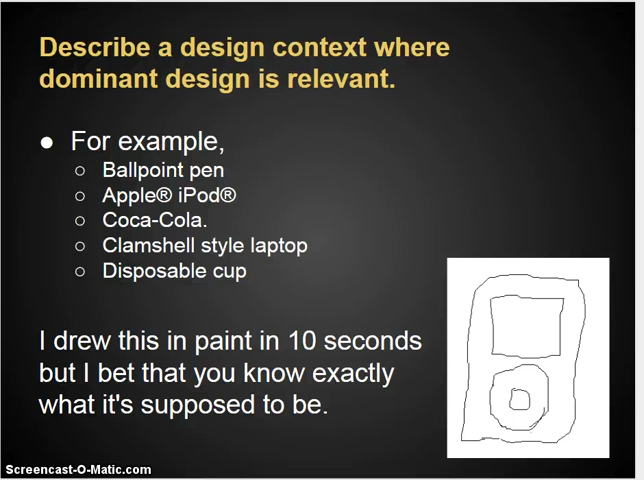 Describe a design context where
dominant design is relevant.
● For example,
○ Ballpoint pen
○ Apple® iPod®
○ Coca-Cola.
○ Clamshell style laptop
○ Disposable cup
I drew this in paint in 10 seconds
but I bet that you know exactly
what it's supposed to be.
Screencast-O-Matic.com